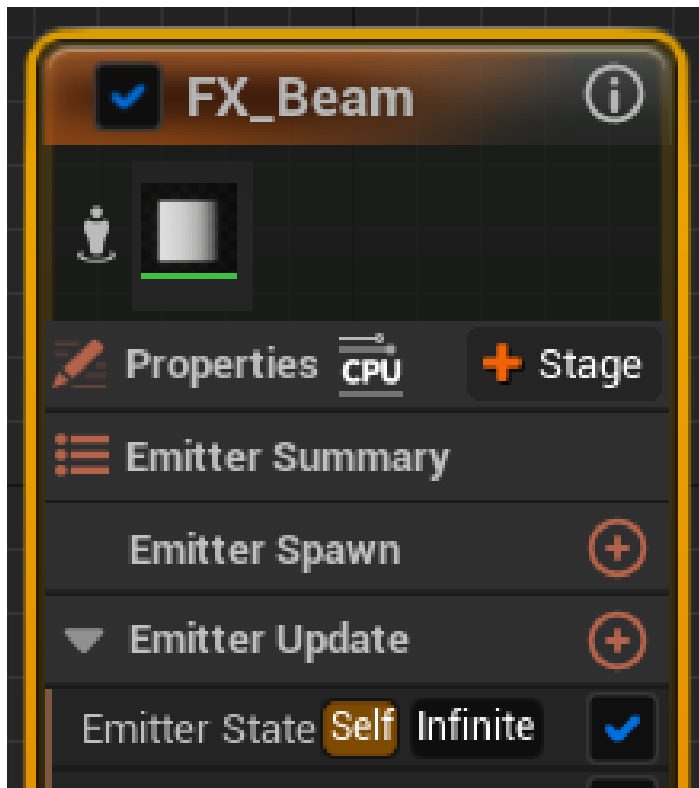 FX_Beam
Properties CPU Stage
Emitter Summary
Emitter Spawn
Emitter Update
Emitter State Self Infinite